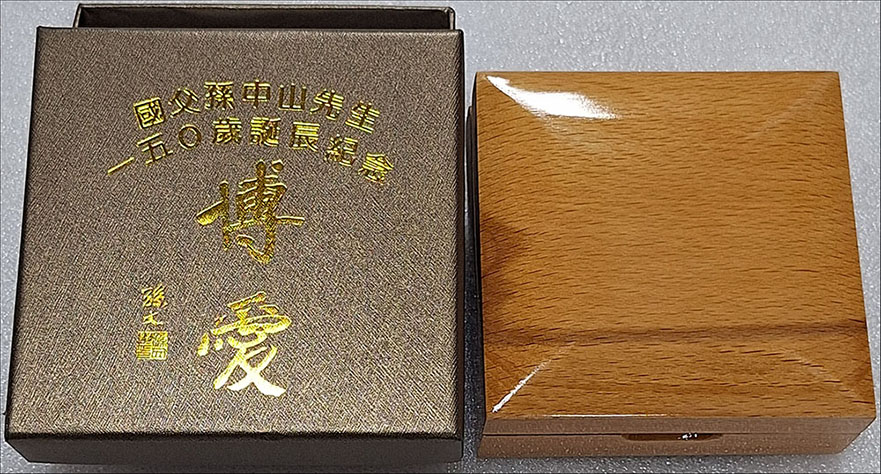 國父孫中山先生
一五〇歲誕辰紀念
博愛
孫文